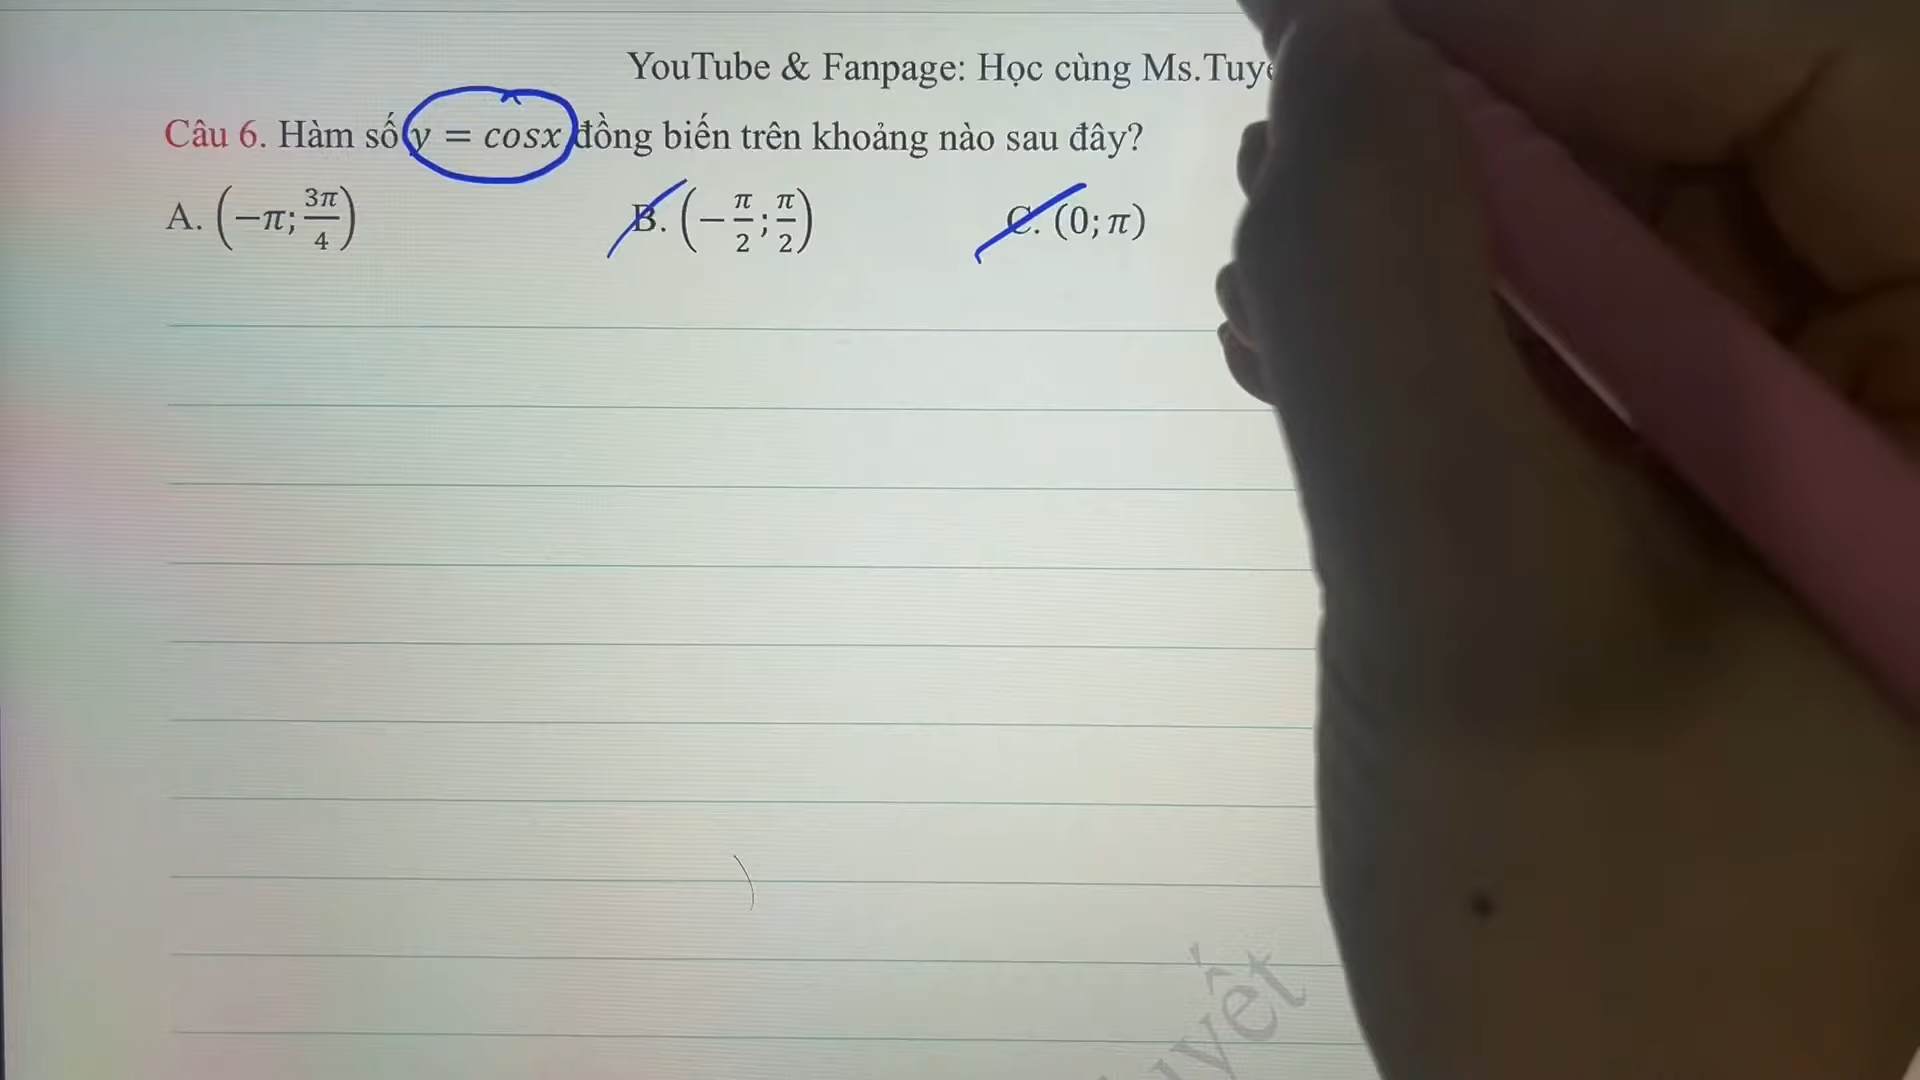 YouTube & Fanpage: Học cùng Ms.
Câu 6. Hàm số y = cosx đồng biến trên khoảng nào sau đây?
A. (−π; 3π/4) B. (−π/2; π/2) C. (0; π)